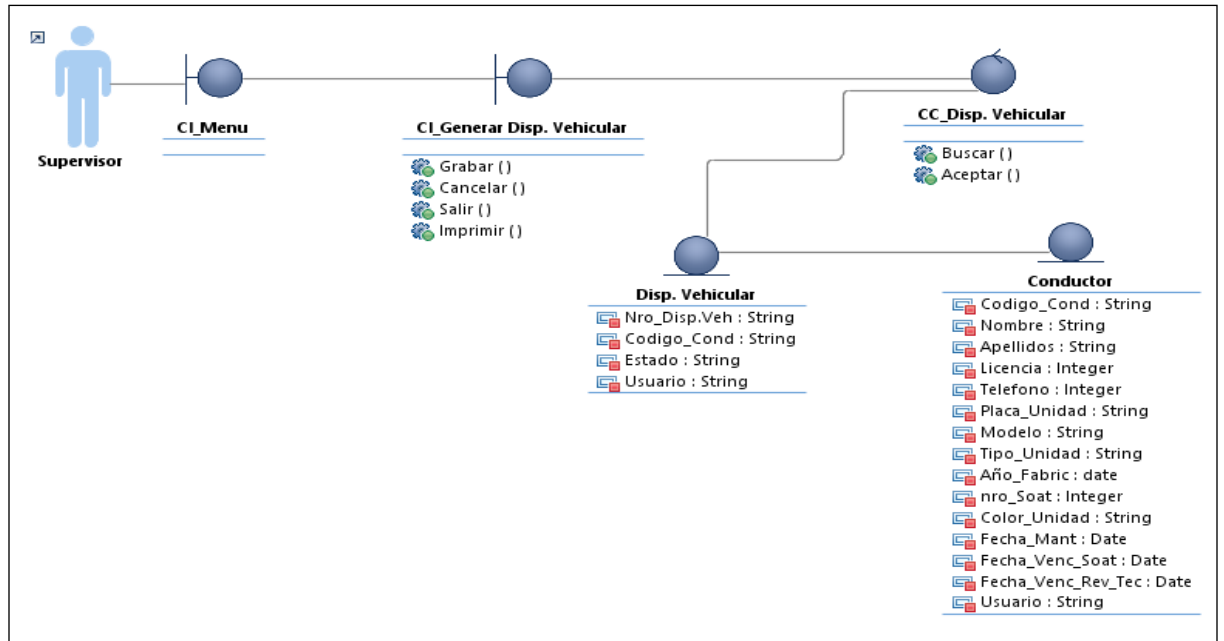 Supervisor
CI_Menu
CI_Generar Disp. Vehicular
Grabar ( )
Cancelar ( )
Salir ( )
Imprimir ( )
CC_Disp. Vehicular
Buscar ( )
Aceptar ( )
Disp. Vehicular
Nro_Disp.Veh : String
Codigo_Cond : String
Estado : String
Usuario : String
Conductor
Codigo_Cond : String
Nombre : String
Apellidos : String
Licencia : Integer
Telefono : Integer
Placa_Unidad : String
Modelo : String
Tipo_Unidad : String
Año_Fabric : date
nro_Soat : Integer
Color_Unidad : String
Fecha_Mant : Date
Fecha_Venc_Soat : Date
Fecha_Venc_Rev_Tec : Date
Usuario : String